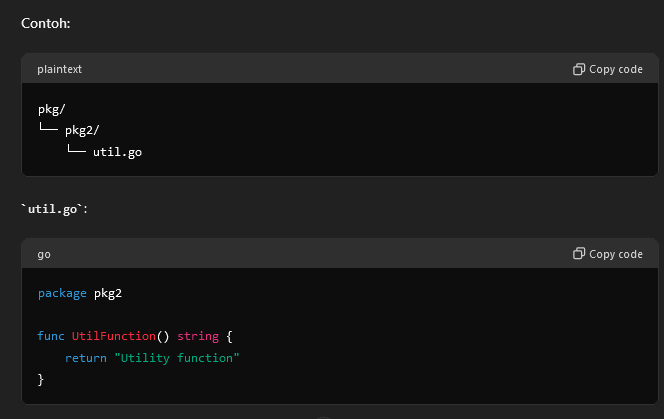 Contoh:
plaintext
Copy code
pkg/
└── pkg2/
    └── util.go
`util.go`:
go
Copy code
package pkg2
func UtilFunction() string {
    return "Utility function"
}